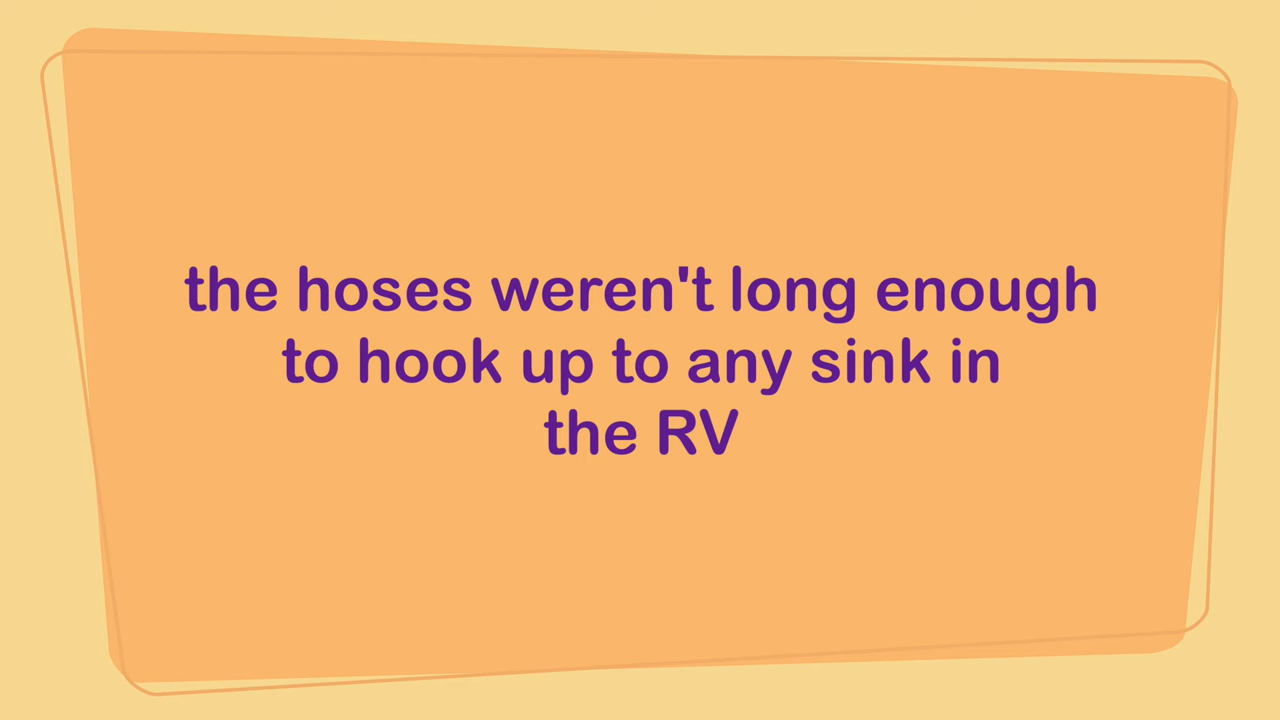 the hoses weren't long enough
to hook up to any sink in
the RV